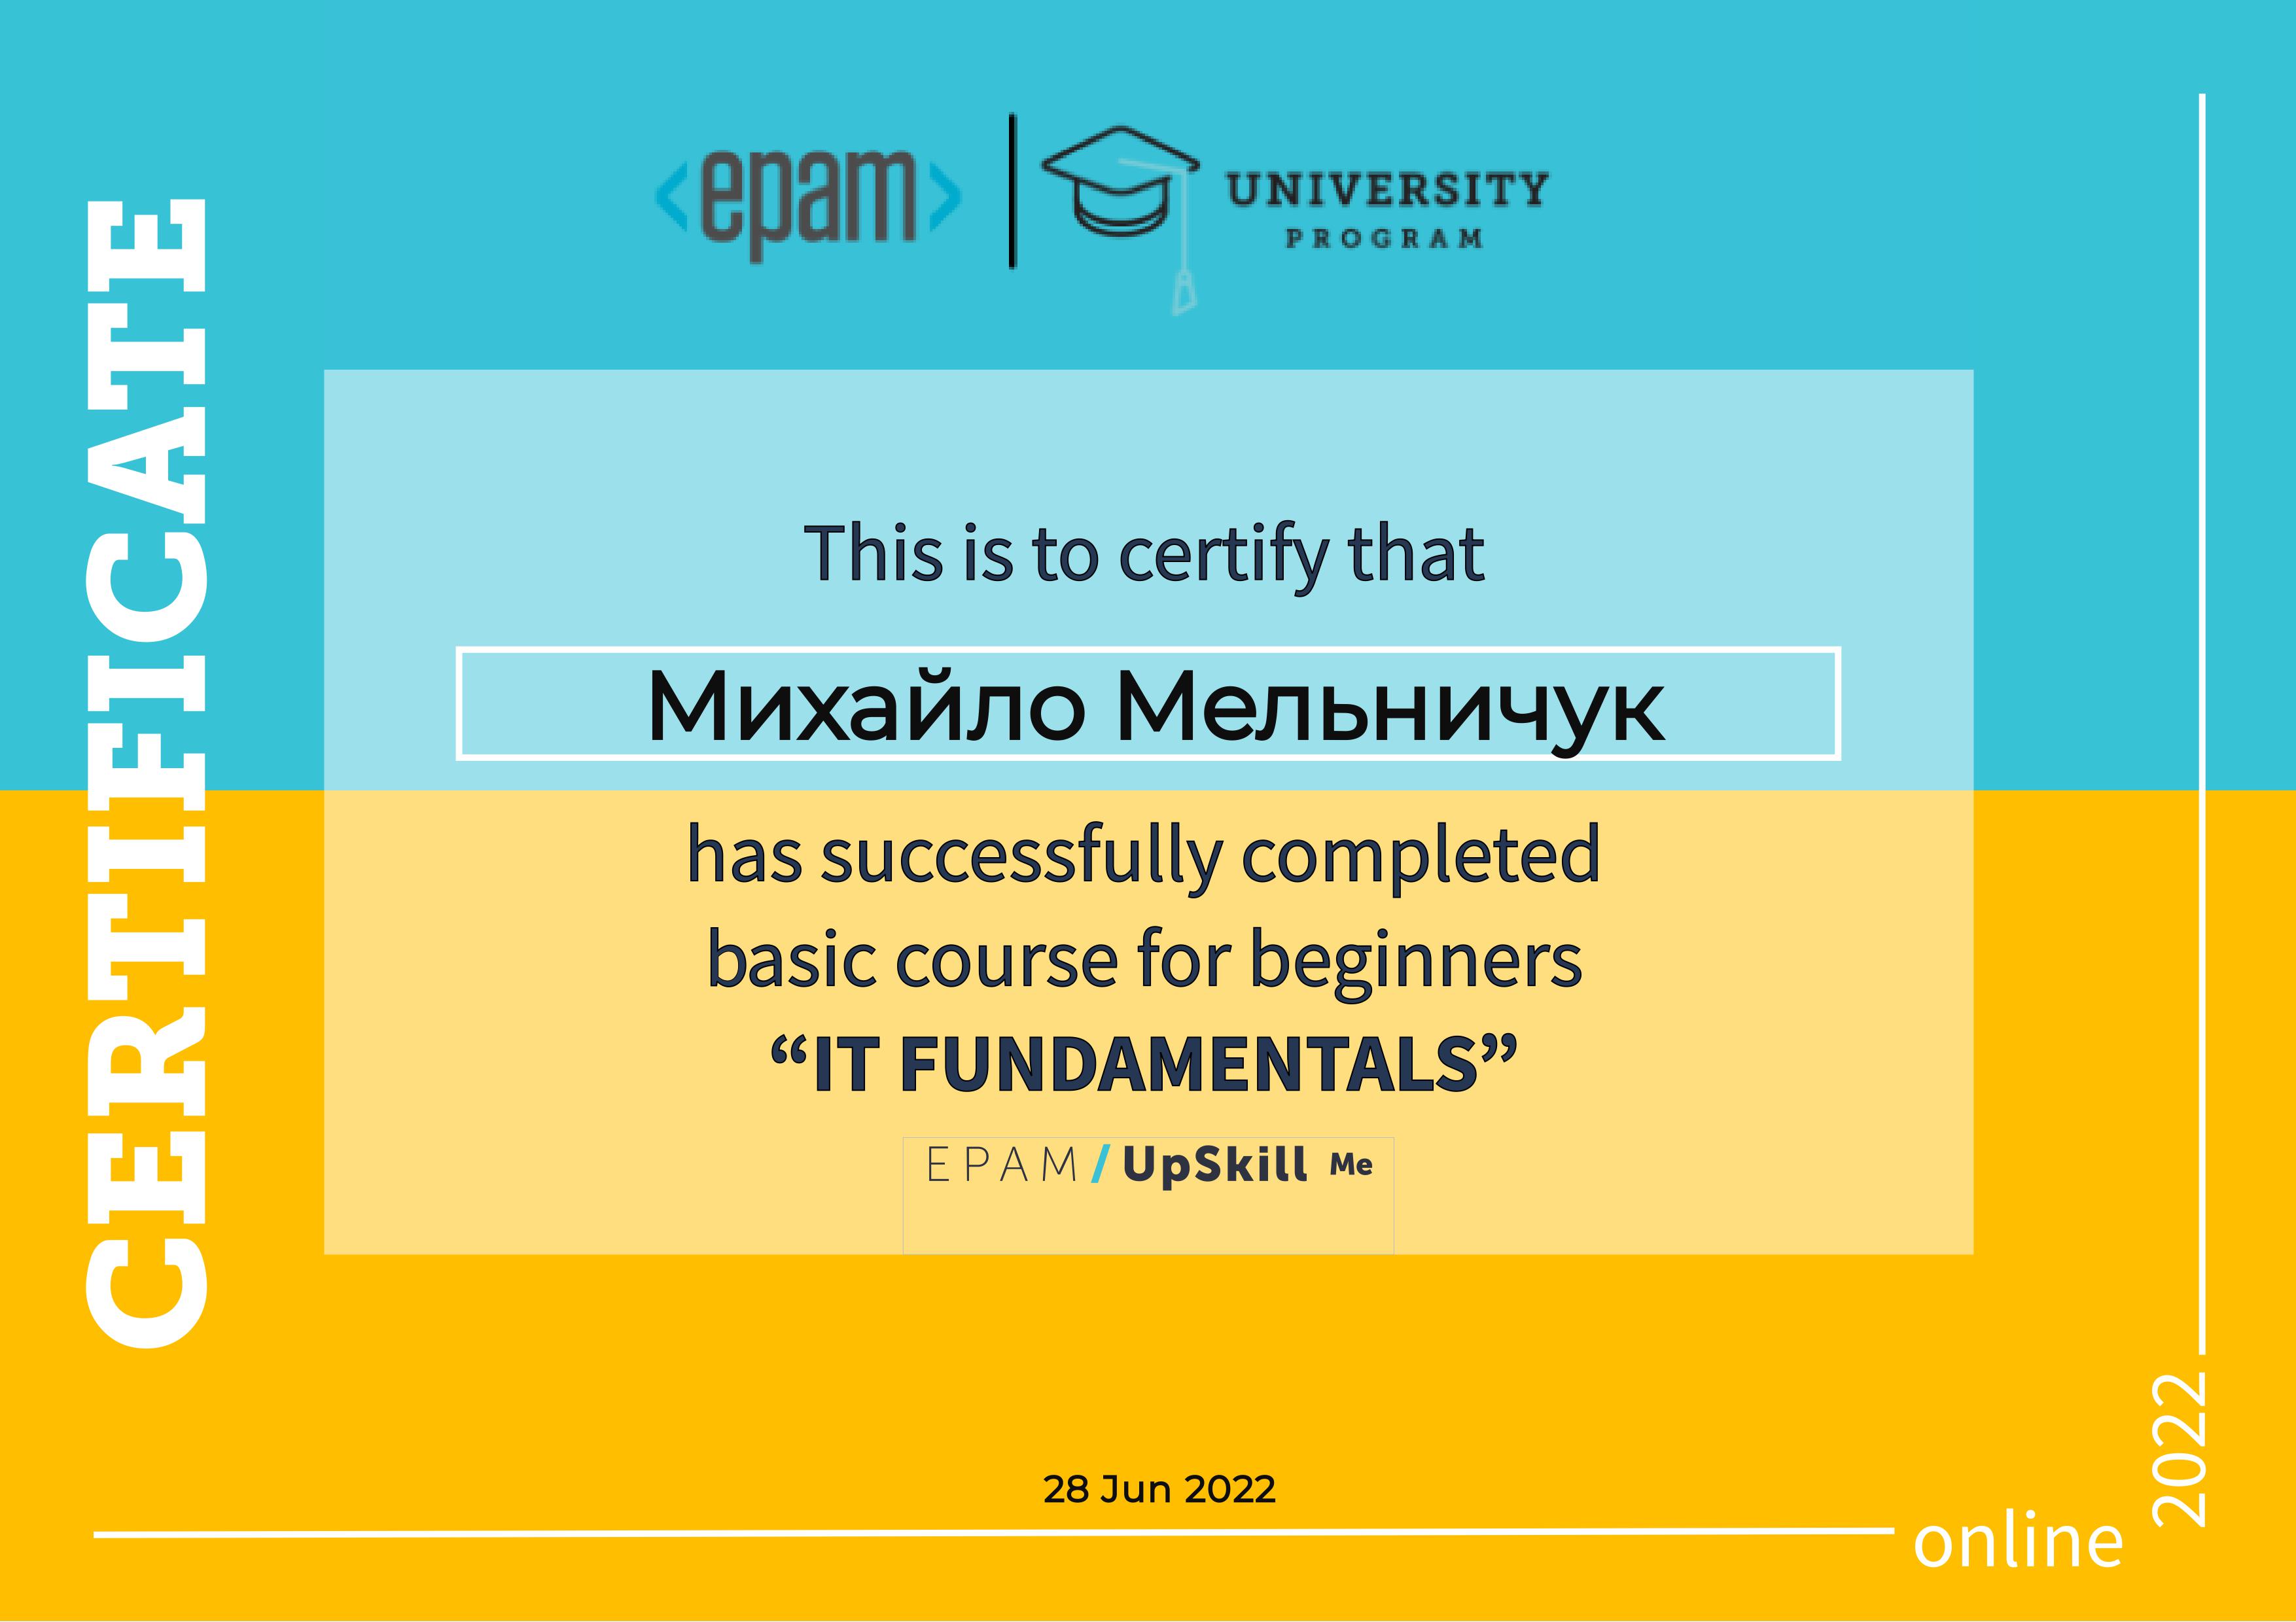 CERTIFICATE
<epam>
UNIVERSITY
PROGRAM
This is to certify that
Михайло Мельничук
has successfully completed
basic course for beginners
“IT FUNDAMENTALS”
EPAM/UpSkill Me
28 Jun 2022
online
2022